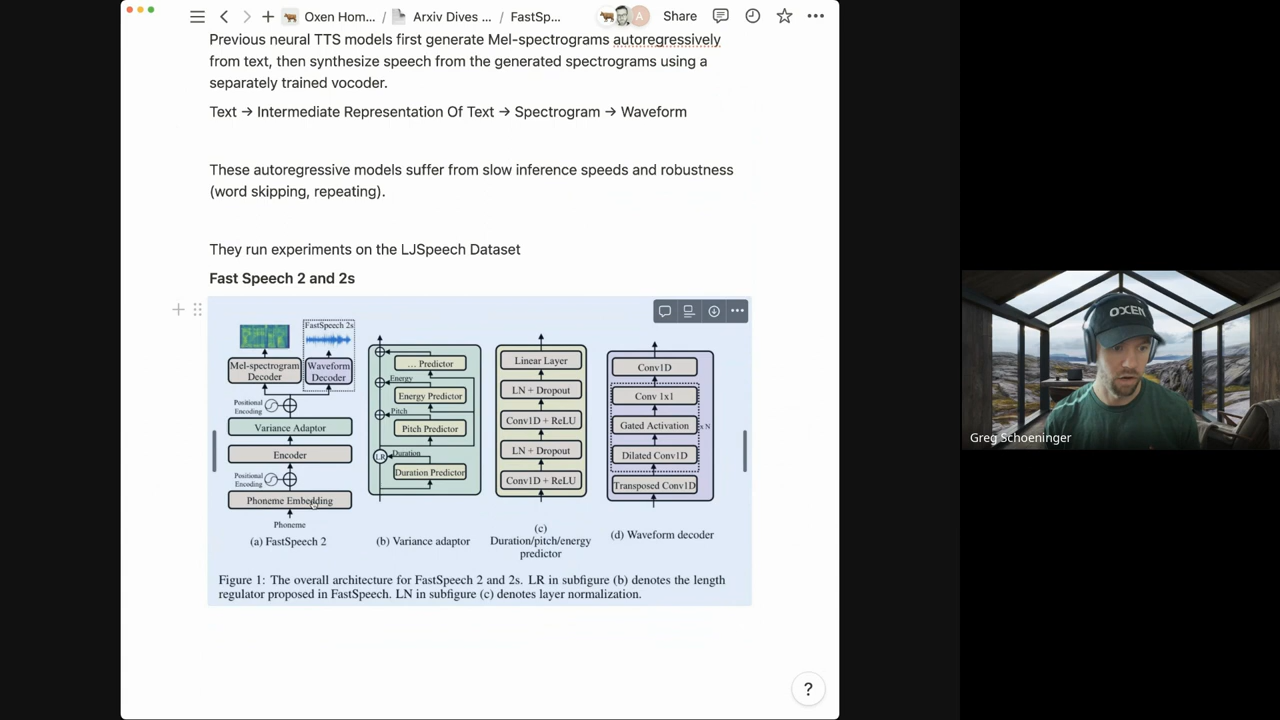 Oxen Hom... / Arxiv Dives ... / FastSp... A Share
Previous neural TTS models first generate Mel-spectrograms autoregressively
from text, then synthesize speech from the generated spectrograms using a
separately trained vocoder.
Text → Intermediate Representation Of Text → Spectrogram → Waveform
These autoregressive models suffer from slow inference speeds and robustness
(word skipping, repeating).
They run experiments on the LJSpeech Dataset
Fast Speech 2 and 2s
FastSpeech 2s
Mel-spectrogram
Decoder
Waveform
Decoder
Positional
Encoding
Variance Adaptor
Encoder
Positional
Encoding
Phoneme Embedding
Phoneme
(a) FastSpeech 2
... Predictor
Energy
Energy Predictor
Pitch
Pitch Predictor
LR
Duration
Duration Predictor
(b) Variance adaptor
Linear Layer
LN + Dropout
Conv1D + ReLU
LN + Dropout
Conv1D + ReLU
(c)
Duration/pitch/energy
predictor
Conv1D
Conv 1x1
Gated Activation
x N
Dilated Conv1D
Transposed Conv1D
(d) Waveform decoder
Figure 1: The overall architecture for FastSpeech 2 and 2s. LR in subfigure (b) denotes the length
regulator proposed in FastSpeech. LN in subfigure (c) denotes layer normalization.
?
OXEN
Greg Schoeninger